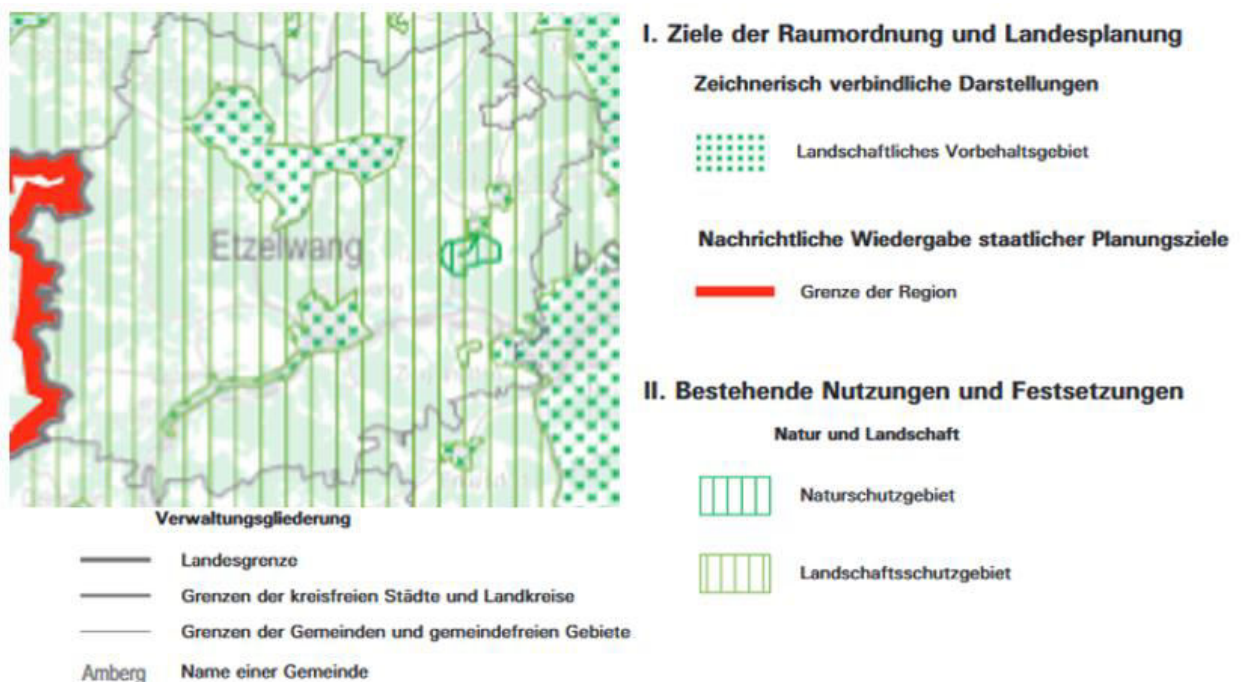 Etzelwang
b.S
I. Ziele der Raumordnung und Landesplanung
Zeichnerisch verbindliche Darstellungen
Landschaftliches Vorbehaltsgebiet
Nachrichtliche Wiedergabe staatlicher Planungsziele
Grenze der Region
II. Bestehende Nutzungen und Festsetzungen
Natur und Landschaft
Naturschutzgebiet
Landschaftsschutzgebiet
Verwaltungsgliederung
Landesgrenze
Grenzen der kreisfreien Städte und Landkreise
Grenzen der Gemeinden und gemeindefreien Gebiete
Amberg Name einer Gemeinde